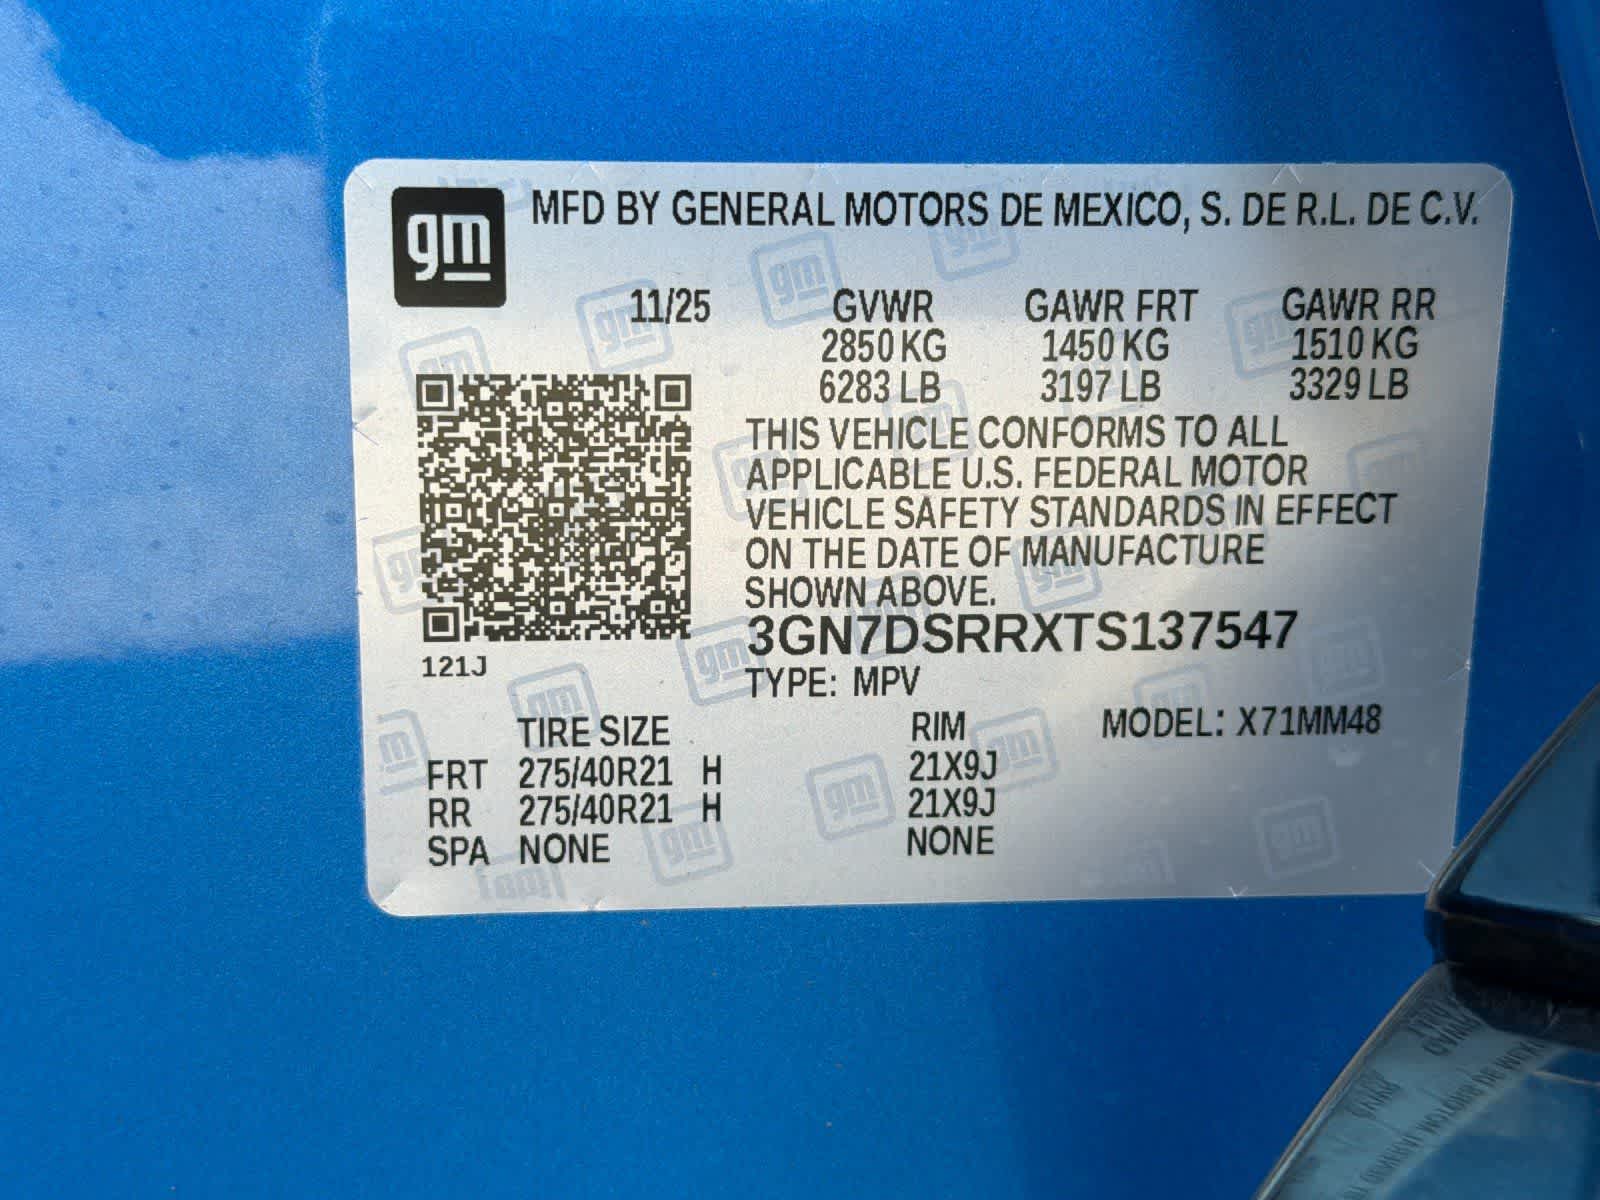 gm MFD BY GENERAL MOTORS DE MEXICO, S. DE R.L. DE C.V.
11/25 GVWR GAWR FRT GAWR RR
2850 KG 1450 KG 1510 KG
6283 LB 3197 LB 3329 LB
THIS VEHICLE CONFORMS TO ALL
APPLICABLE U.S. FEDERAL MOTOR
VEHICLE SAFETY STANDARDS IN EFFECT
ON THE DATE OF MANUFACTURE
SHOWN ABOVE.
3GN7DSRRXTS137547
121J
TYPE: MPV
TIRE SIZE RIM MODEL: X71MM48
FRT 275/40R21 H 21X9J
RR 275/40R21 H 21X9J
SPA NONE NONE